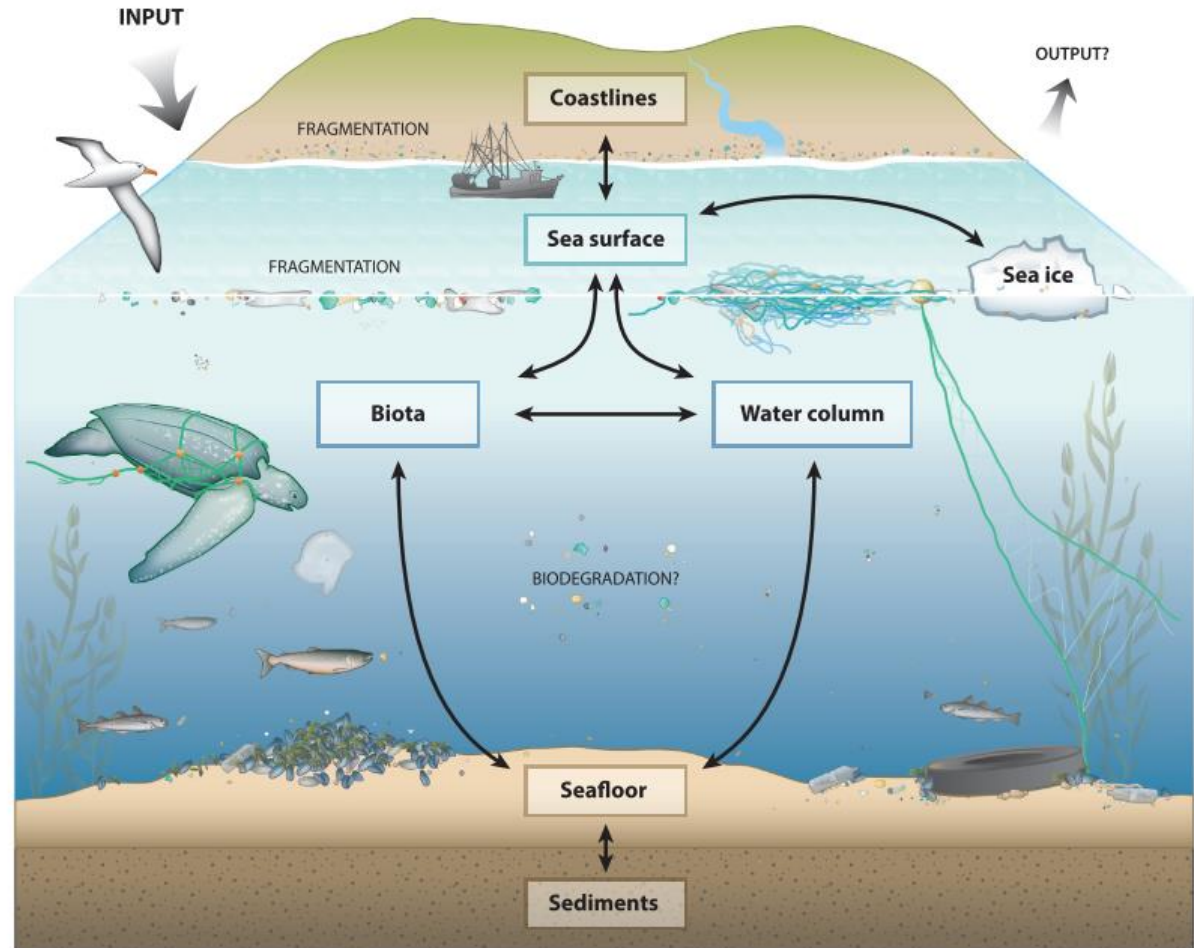 INPUT
OUTPUT?
Coastlines
FRAGMENTATION
Sea surface
FRAGMENTATION
Sea ice
Biota
Water column
BIODEGRADATION?
Seafloor
Sediments